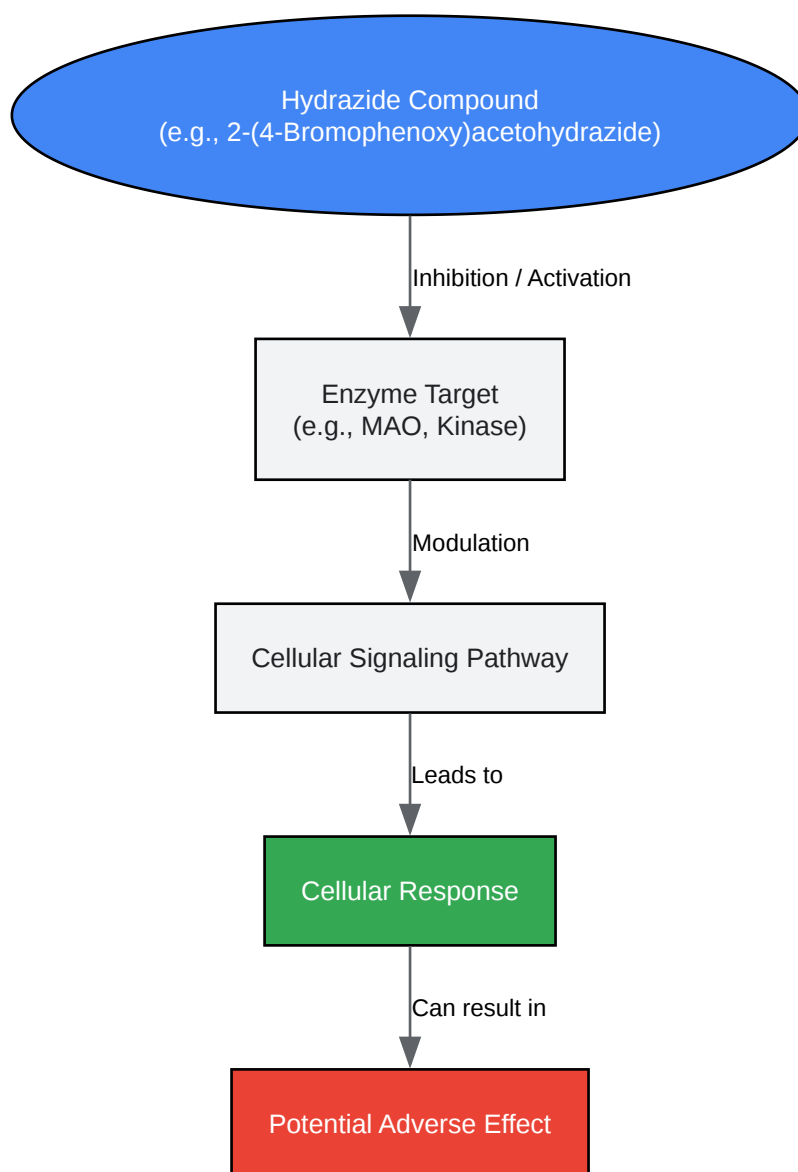 Hydrazide Compound
(e.g., 2-(4-Bromophenoxy)acetohydrazide)
Inhibition / Activation
Enzyme Target
(e.g., MAO, Kinase)
Modulation
Cellular Signaling Pathway
Leads to
Cellular Response
Can result in
Potential Adverse Effect